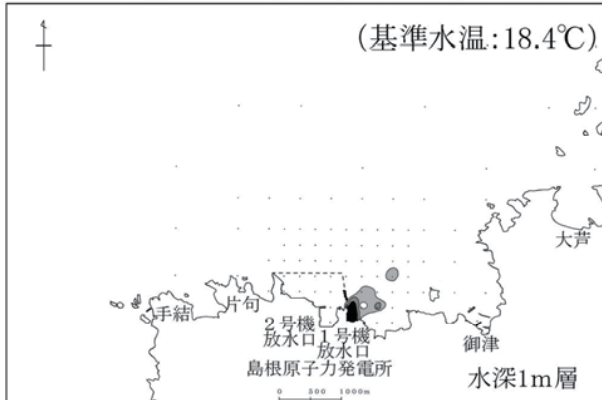 (基準水温:18.4℃)
大芦
手結
片句
2号機
放水口
1号機
放水口
御津
島根原子力発電所
0 500 1000m
水深1m層